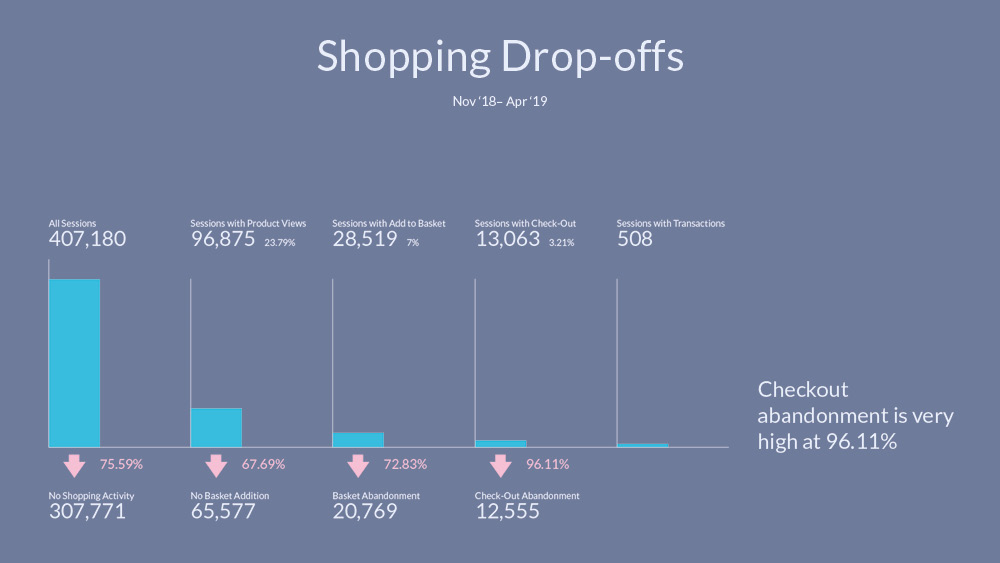 Shopping Drop-offs
Nov ‘18– Apr ‘19
All Sessions
407,180
Sessions with Product Views
96,875 23.79%
Sessions with Add to Basket
28,519 7%
Sessions with Check-Out
13,063 3.21%
Sessions with Transactions
508
Checkout
abandonment is very
high at 96.11%
75.59%
67.69%
72.83%
96.11%
No Shopping Activity
307,771
No Basket Addition
65,577
Basket Abandonment
20,769
Check-Out Abandonment
12,555